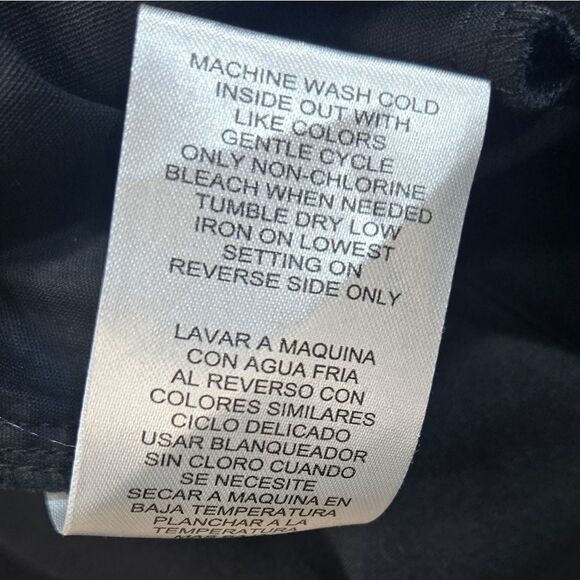 MACHINE WASH COLD
INSIDE OUT WITH
LIKE COLORS
GENTLE CYCLE
ONLY NON-CHLORINE
BLEACH WHEN NEEDED
TUMBLE DRY LOW
IRON ON LOWEST
SETTING ON
REVERSE SIDE ONLY
LAVAR A MAQUINA
CON AGUA FRIA
AL REVERSO CON
COLORES SIMILARES
CICLO DELICADO
USAR BLANQUEADOR
SIN CLORO CUANDO
SE NECESITE
SECAR A MAQUINA EN
BAJA TEMPERATURA
PLANCHAR A LA
TEMPERATURA